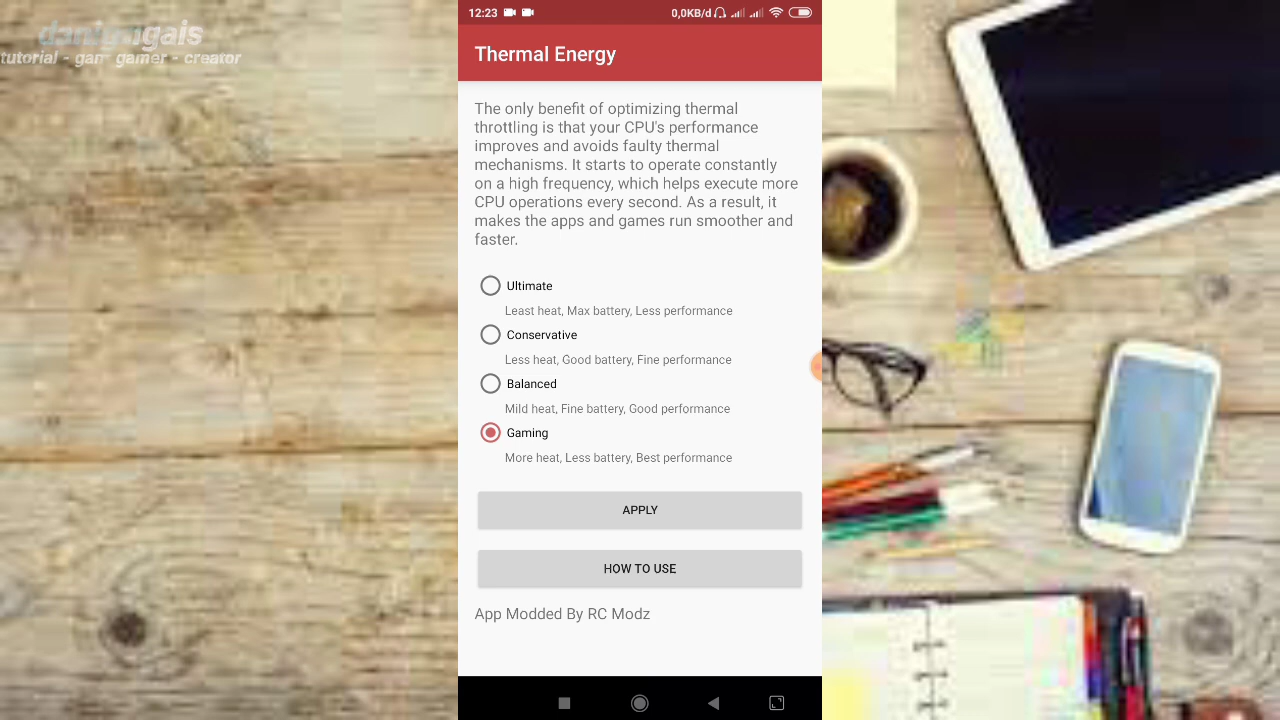 tutorial - gamer - creator
12:23
0,0KB/d
Thermal Energy
The only benefit of optimizing thermal
throttling is that your CPU's performance
improves and avoids faulty thermal
mechanisms. It starts to operate constantly
on a high frequency, which helps execute more
CPU operations every second. As a result, it
makes the apps and games run smoother and
faster.
Ultimate
Least heat, Max battery, Less performance
Conservative
Less heat, Good battery, Fine performance
Balanced
Mild heat, Fine battery, Good performance
Gaming
More heat, Less battery, Best performance
APPLY
HOW TO USE
App Modded By RC Modz